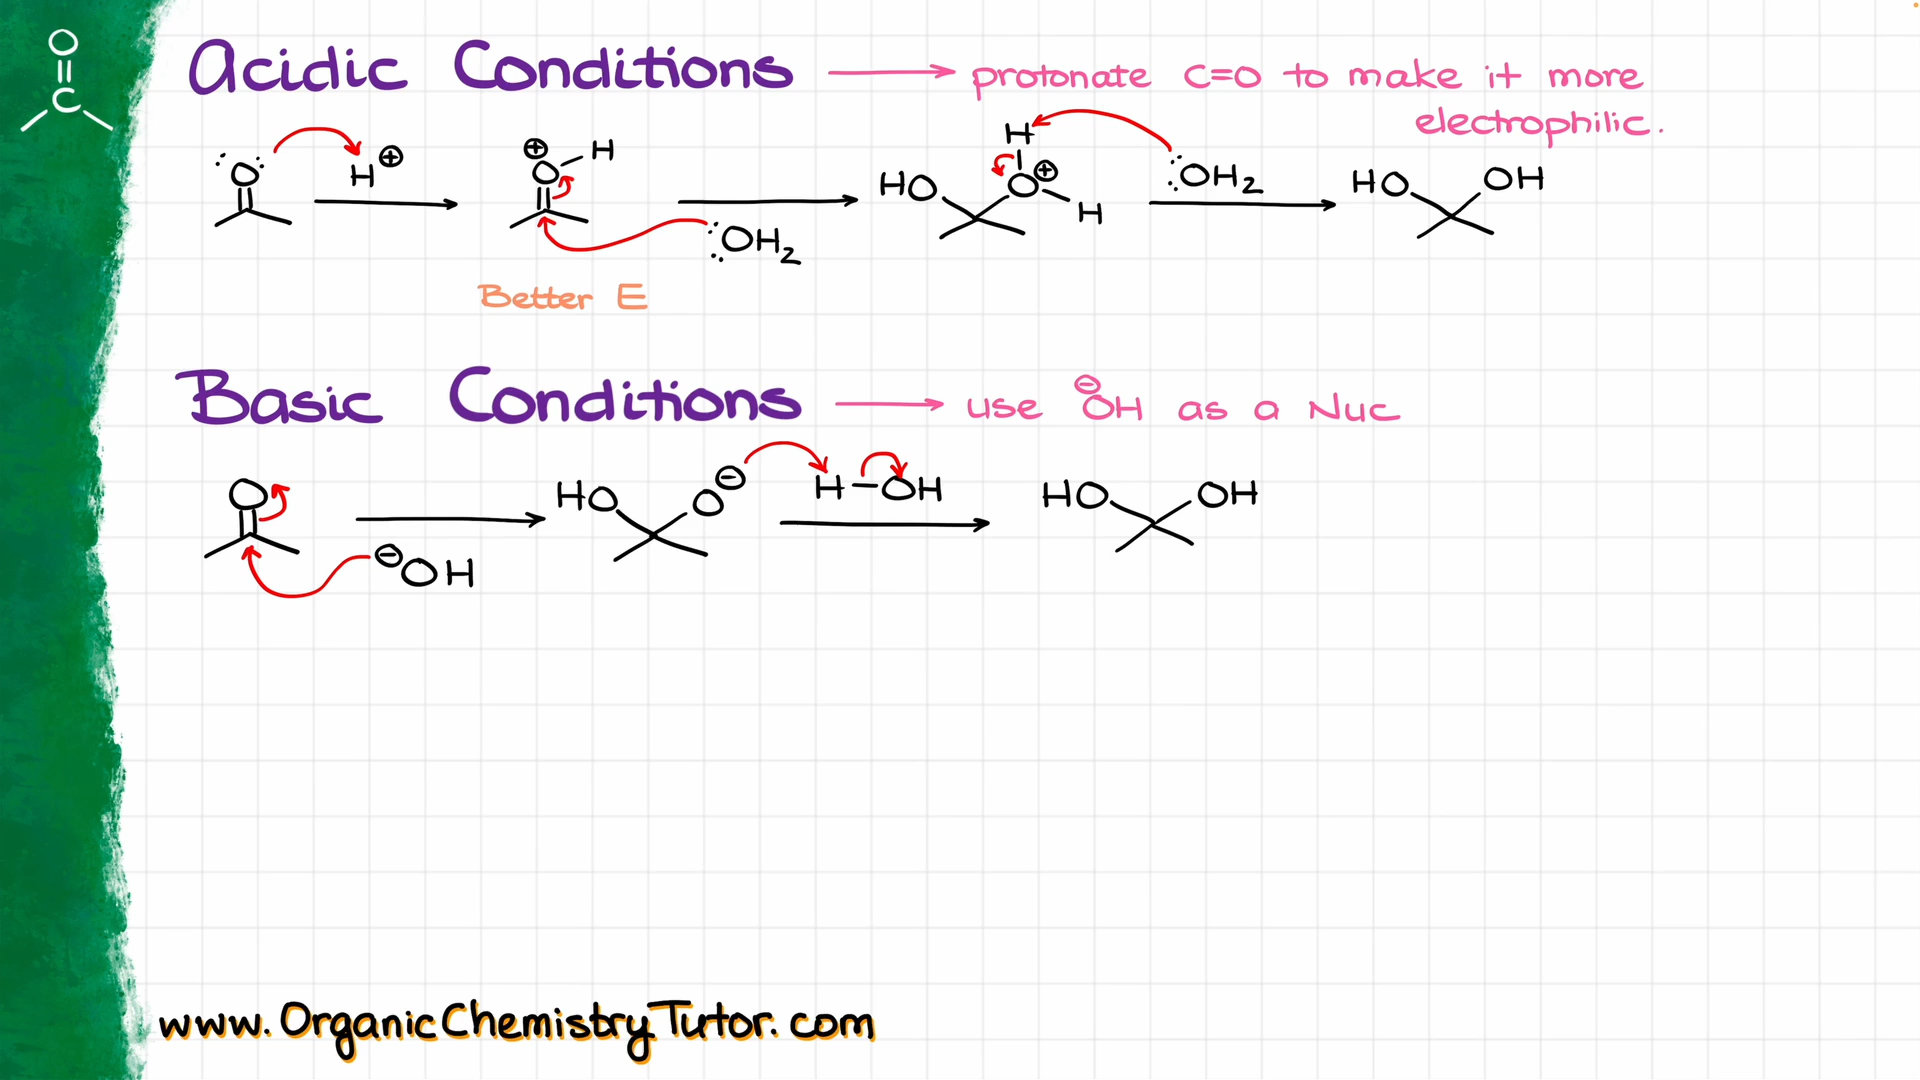 O
C
Acidic Conditions → protonate C=O to make it more
electrophilic.
:O: H⊕ ⊕O-H :OH2 HO H O⊕ H :OH2 HO OH
Better E
Basic Conditions → use ⊖OH as a Nuc
O ⊖OH HO O⊖ H-OH HO OH
www.OrganicChemistryTutor.com